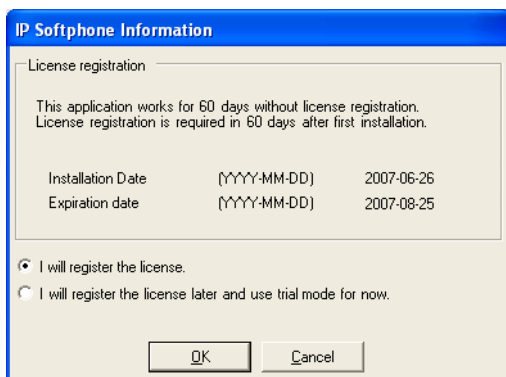 IP Softphone Information
License registration
This application works for 60 days without license registration.
License registration is required in 60 days after first installation.
Installation Date (YYYY-MM-DD) 2007-06-26
Expiration date (YYYY-MM-DD) 2007-08-25
I will register the license.
I will register the license later and use trial mode for now.
OK Cancel